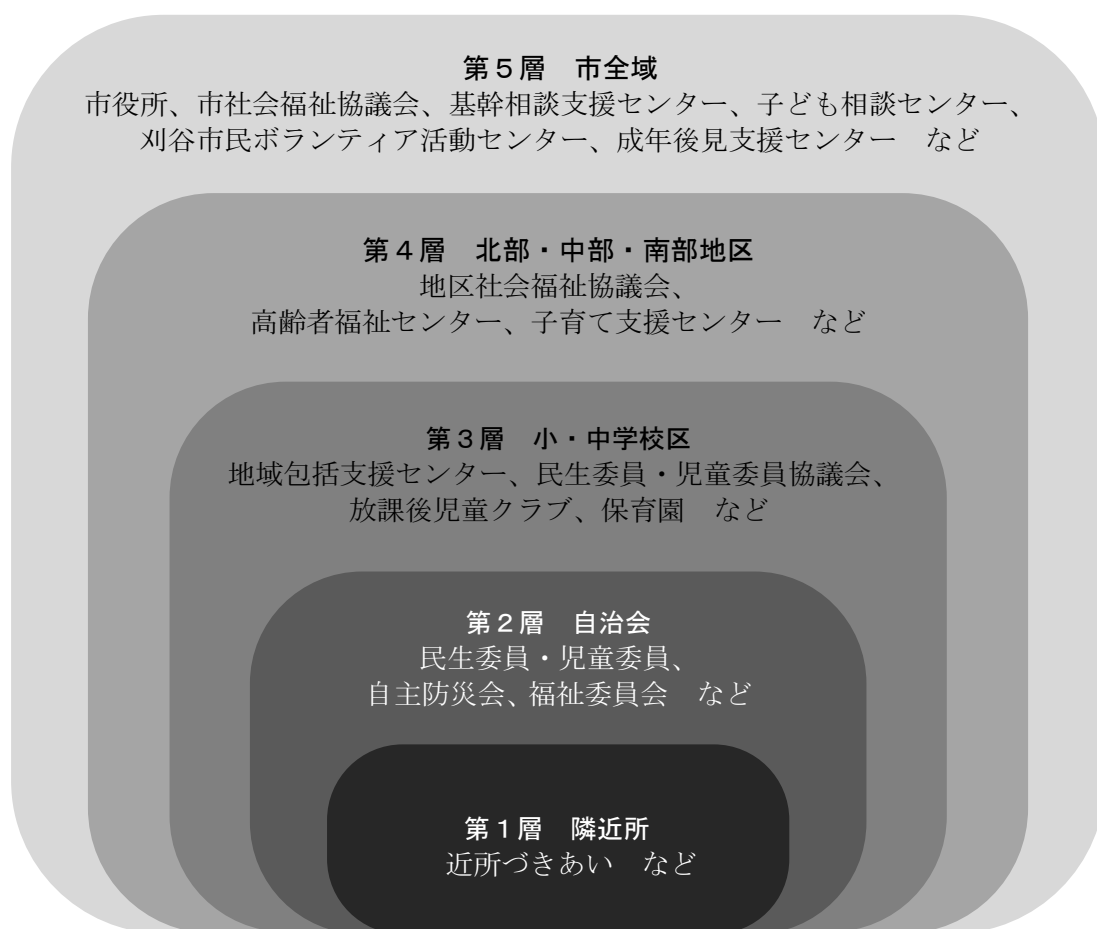 第５層　市全域
市役所、市社会福祉協議会、基幹相談支援センター、子ども相談センター、
刈谷市民ボランティア活動センター、成年後見支援センター　など
第４層　北部・中部・南部地区
地区社会福祉協議会、
高齢者福祉センター、子育て支援センター　など
第３層　小・中学校区
地域包括支援センター、民生委員・児童委員協議会、
放課後児童クラブ、保育園　など
第２層　自治会
民生委員・児童委員、
自主防災会、福祉委員会　など
第１層　隣近所
近所づきあい　など